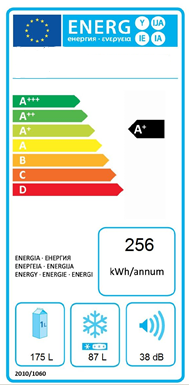 ENERG Y IJA
енергия · ενεργεια IE IA
A+++
A++
A+ A+
A
B
C
D
256
kWh/annum
ENERGIA · ЕНЕРГИЯ
ΕΝΕΡΓΕΙΑ · ENERGIJA
ENERGY · ENERGIE · ENERGI
1L
175 L 87 L 38 dB
2010/1060